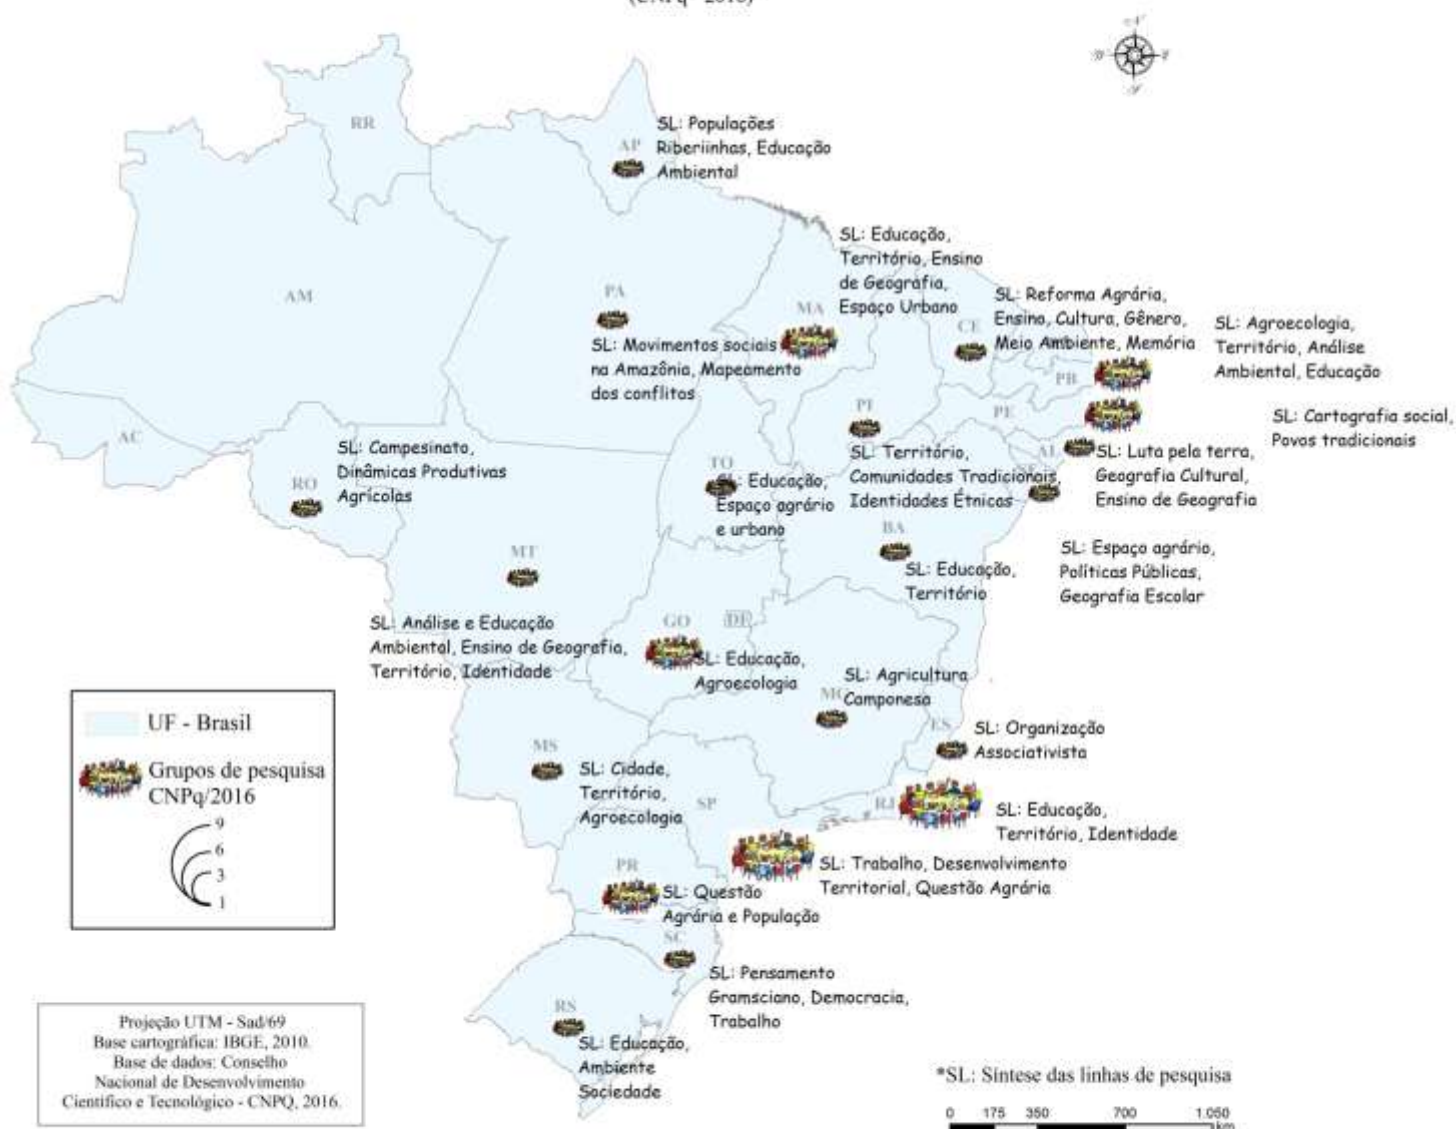 (CNPq - 2016)
N
W
S
RR
AP
SL: Populações
Riberiinhas, Educação
Ambiental
SL: Educação,
Território, Ensino
de Geografia,
Espaço Urbano
AM
PA
MA
CE
SL: Reforma Agrária,
Ensino, Cultura, Gênero,
Meio Ambiente, Memória
SL: Agroecologia,
Território, Análise
Ambiental, Educação
SL: Movimentos sociais
na Amazônia, Mapeamento
dos conflitos
PB
PI
PE
SL: Cartografia social,
Povos tradicionais
AC
SL: Campesinato,
Dinâmicas Produtivas
Agrícolas
RO
TO
SL: Educação,
Espaço agrário
e urbano
SL: Território,
Comunidades Tradicionais,
Identidades Étnicas
AL
SL: Luta pela terra,
Geografia Cultural,
Ensino de Geografia
BA
SL: Educação,
Território
SL: Espaço agrário,
Políticas Públicas,
Geografia Escolar
MT
SL: Análise e Educação
Ambiental, Ensino de Geografia,
Território, Identidade
GO
DF
SL: Educação,
Agroecologia
SL: Agricultura
Camponesa
MG
ES
SL: Organização
Associativista
UF - Brasil
Grupos de pesquisa
CNPq/2016
9
6
3
1
MS
SL: Cidade,
Território,
Agroecologia
SP
RJ
SL: Educação,
Território, Identidade
SL: Trabalho, Desenvolvimento
Territorial, Questão Agrária
PR
SL: Questão
Agrária e População
SC
SL: Pensamento
Gramsciano, Democracia,
Trabalho
RS
SL: Educação,
Ambiente
Sociedade
Projeção UTM - Sad/69
Base cartográfica: IBGE, 2010.
Base de dados: Conselho
Nacional de Desenvolvimento
Científico e Tecnológico - CNPQ, 2016.
*SL: Síntese das linhas de pesquisa
0 175 350 700 1.050
km